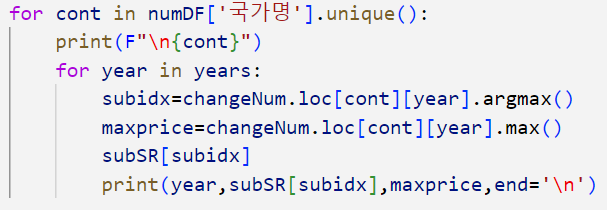 for cont in numDF['국가명'].unique():
    print(F"\n{cont}")
    for year in years:
        subidx=changeNum.loc[cont][year].argmax()
        maxprice=changeNum.loc[cont][year].max()
        subSR[subidx]
        print(year,subSR[subidx],maxprice,end='\n')